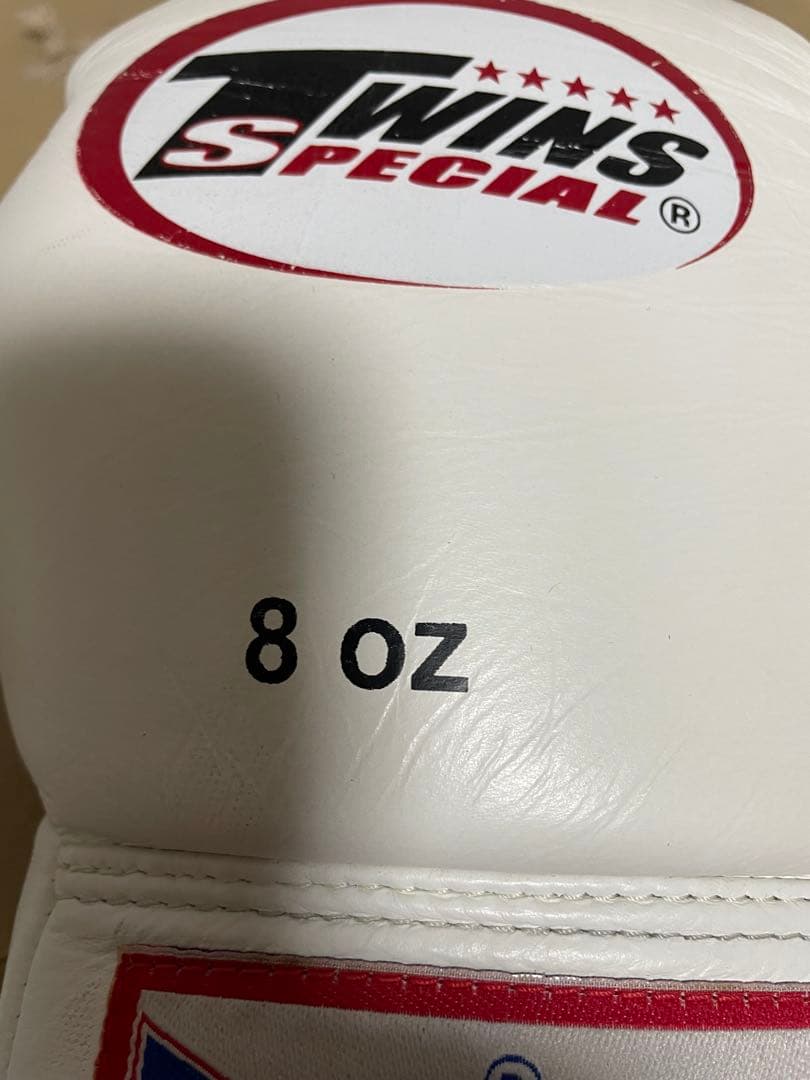 TWINS
SPECIAL ®
8 OZ
®